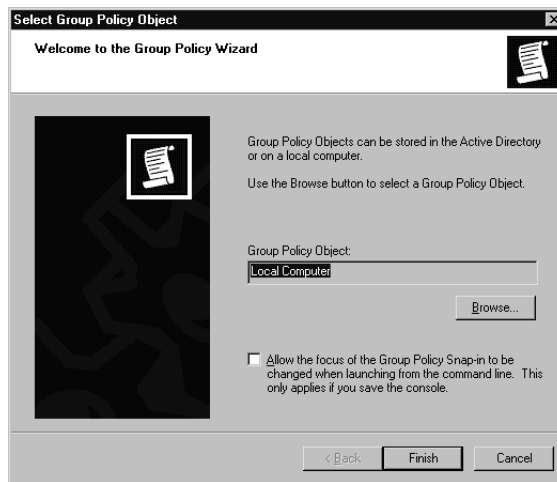 Select Group Policy Object
Welcome to the Group Policy Wizard
Group Policy Objects can be stored in the Active Directory
or on a local computer.
Use the Browse button to select a Group Policy Object.
Group Policy Object:
Local Computer
Browse...
Allow the focus of the Group Policy Snap-in to be
changed when launching from the command line. This
only applies if you save the console.
< Back
Finish
Cancel